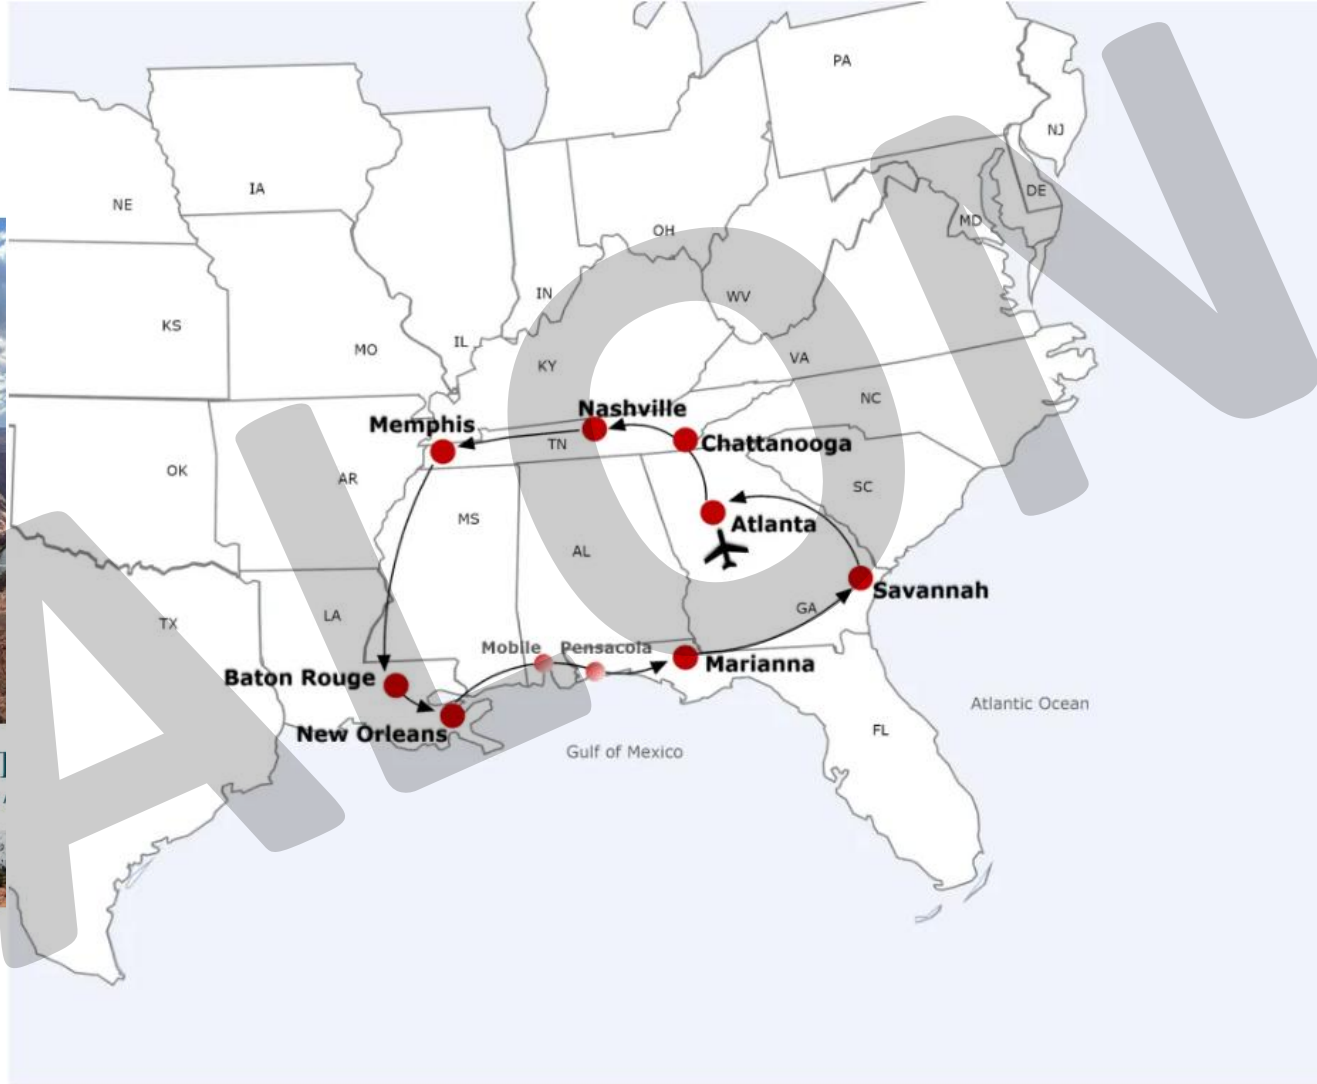 PA
NJ
IA
NE
DE
MD
OH
IN
WV
KS
IL
MO
VA
KY
NC
Nashville
Memphis
TN
Chattanooga
OK
AR
SC
MS
Atlanta
AL
Savannah
GA
LA
TX
Mobile
Pensacola
Marianna
Baton Rouge
Atlantic Ocean
New Orleans
FL
Gulf of Mexico